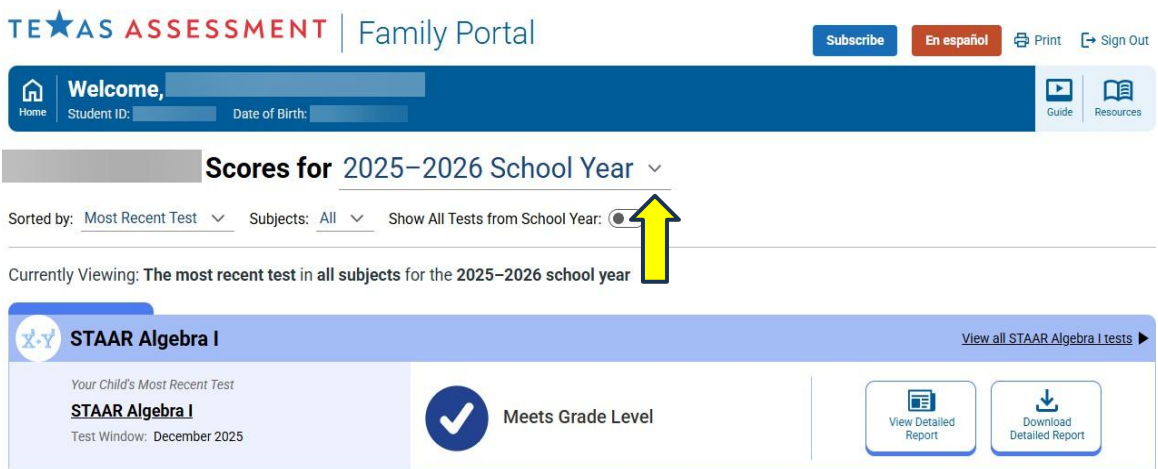 TEXAS ASSESSMENT Family Portal
Subscribe En español Print Sign Out
Home Welcome,
Student ID: Date of Birth:
Guide Resources
Scores for 2025–2026 School Year
Sorted by: Most Recent Test Subjects: All Show All Tests from School Year:
Currently Viewing: The most recent test in all subjects for the 2025–2026 school year
X+Y STAAR Algebra I View all STAAR Algebra I tests
Your Child's Most Recent Test
STAAR Algebra I
Test Window: December 2025
Meets Grade Level
View Detailed
Report
Download
Detailed Report